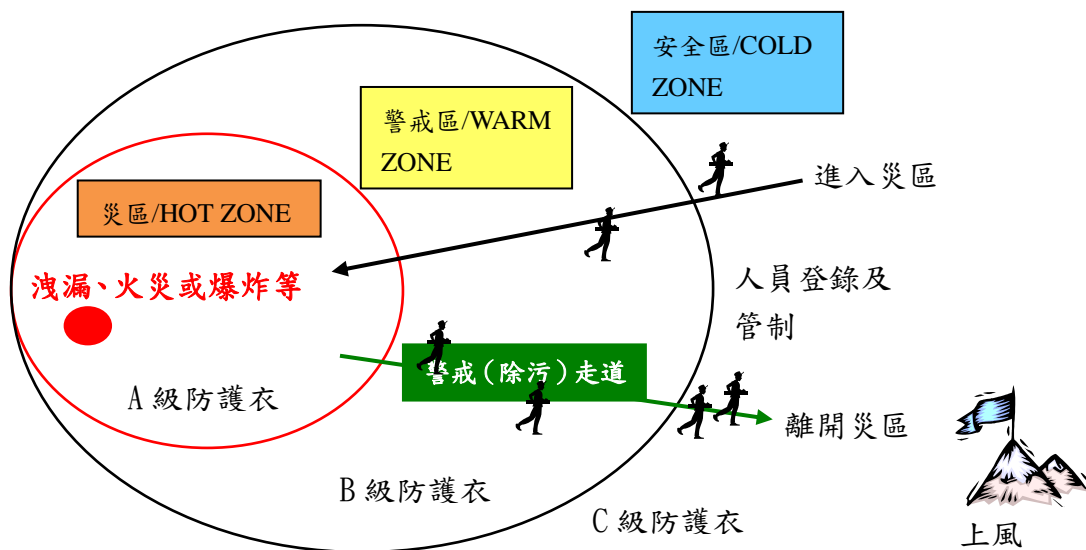 安全區/COLD
ZONE
警戒區/WARM
ZONE
進入災區
災區/HOT ZONE
洩漏、火災或爆炸等
人員登錄及
管制
警戒(除污)走道
A 級防護衣
離開災區
B 級防護衣
C 級防護衣
上風